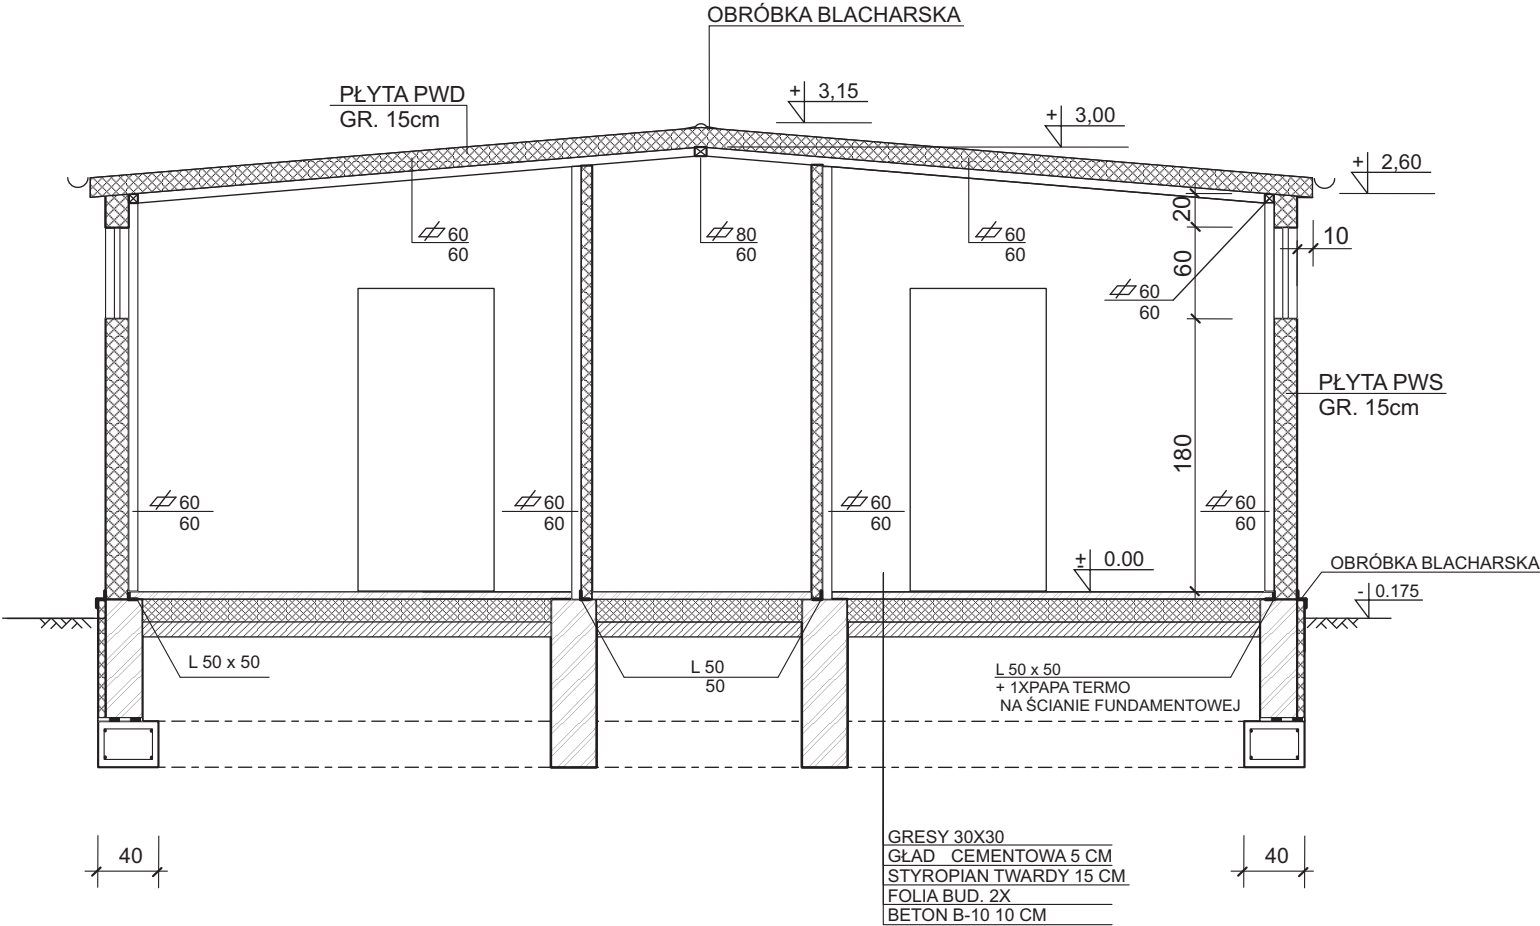 OBRÓBKA BLACHARSKA
PŁYTA PWD
GR. 15cm
+ 3,15
+ 3,00
+ 2,60
60
60
80
60
60
60
20
10
60
60
60
PŁYTA PWS
GR. 15cm
180
60
60
60
60
60
60
60
60
± 0.00
OBRÓBKA BLACHARSKA
- 0.175
L 50 x 50
L 50
50
L 50 x 50
+ 1XPAPA TERMO
NA ŚCIANIE FUNDAMENTOWEJ
40
40
GRESY 30X30
GŁAD CEMENTOWA 5 CM
STYROPIAN TWARDY 15 CM
FOLIA BUD. 2X
BETON B-10 10 CM